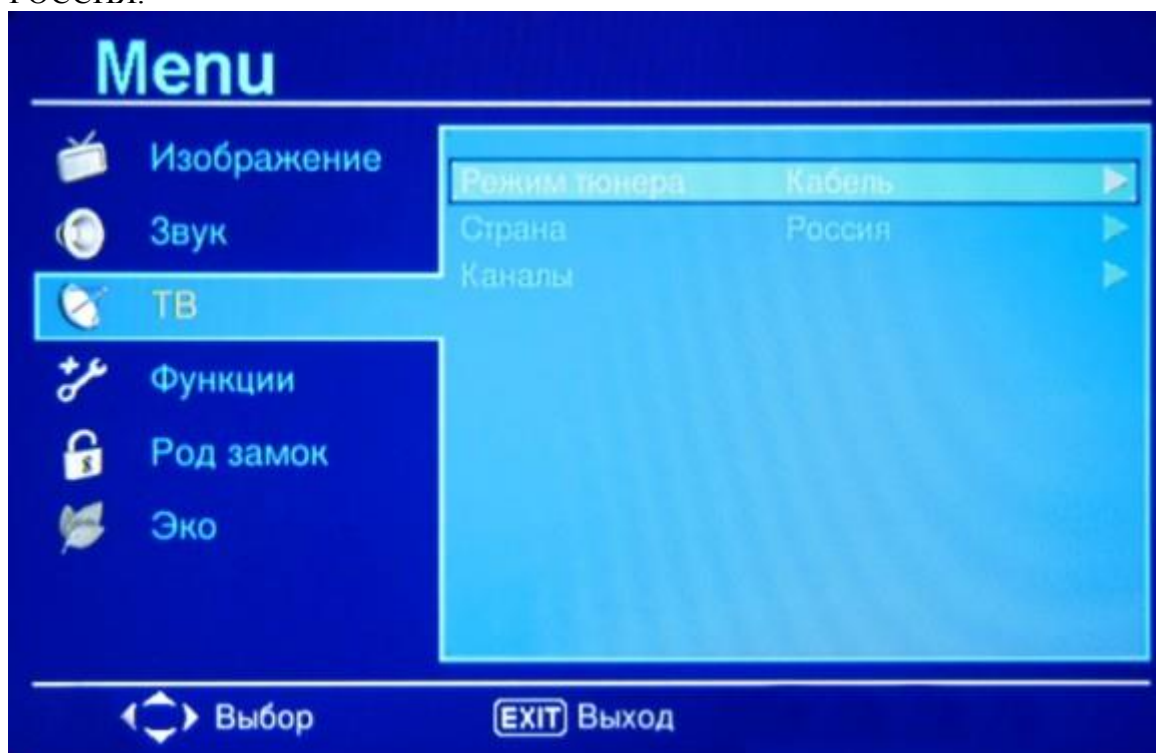 Menu
Изображение
Звук
ТВ
Функции
Род замок
Эко
Режим тюнера Кабель
Страна Россия
Каналы
Выбор EXIT Выход